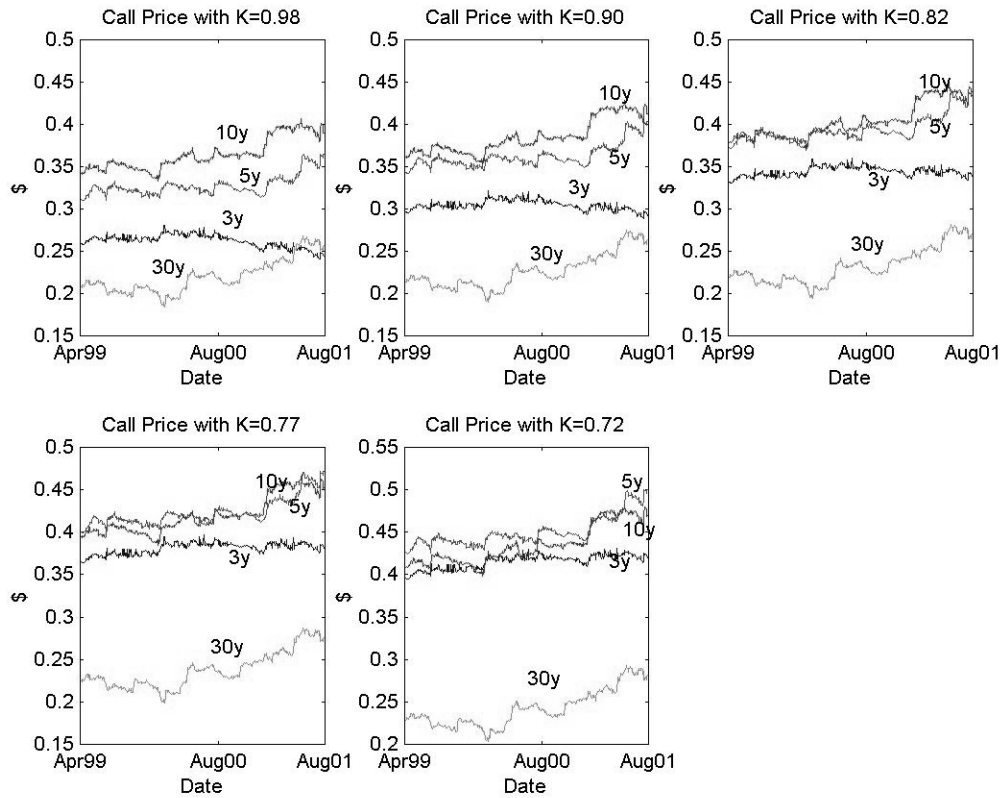 Call Price with K=0.98
0.5
0.45
0.4
0.35
0.3
0.25
0.2
0.15
$
10y
5y
3y
30y
Apr99
Aug00
Aug01
Date
Call Price with K=0.90
0.5
0.45
0.4
0.35
0.3
0.25
0.2
0.15
$
10y
5y
3y
30y
Apr99
Aug00
Aug01
Date
Call Price with K=0.82
0.5
0.45
0.4
0.35
0.3
0.25
0.2
0.15
$
10y
5y
3y
30y
Apr99
Aug00
Aug01
Date
Call Price with K=0.77
0.5
0.45
0.4
0.35
0.3
0.25
0.2
0.15
$
10y
5y
3y
30y
Apr99
Aug00
Aug01
Date
Call Price with K=0.72
0.55
0.5
0.45
0.4
0.35
0.3
0.25
0.2
$
5y
10y
3y
30y
Apr99
Aug00
Aug01
Date